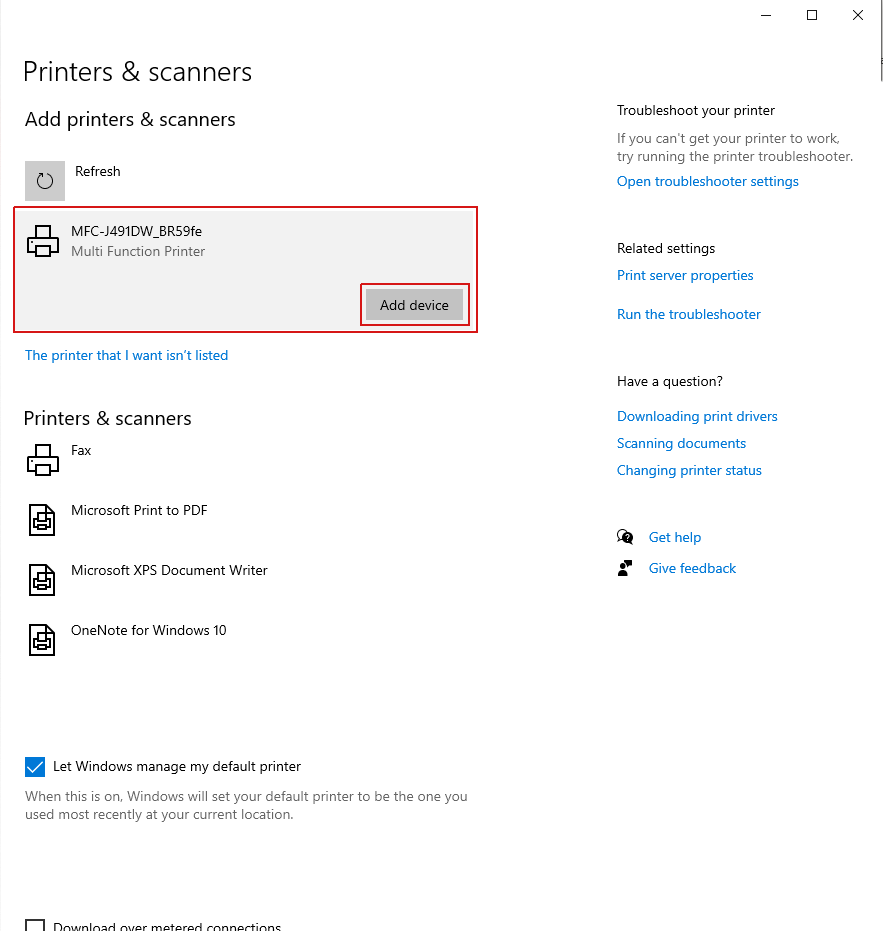 Printers & scanners
Add printers & scanners
Refresh
MFC-J491DW_BR59fe
Multi Function Printer
Add device
The printer that I want isn't listed
Printers & scanners
Fax
Microsoft Print to PDF
Microsoft XPS Document Writer
OneNote for Windows 10
Let Windows manage my default printer
When this is on, Windows will set your default printer to be the one you
used most recently at your current location.
Download over metered connections
Troubleshoot your printer
If you can't get your printer to work,
try running the printer troubleshooter.
Open troubleshooter settings
Related settings
Print server properties
Run the troubleshooter
Have a question?
Downloading print drivers
Scanning documents
Changing printer status
Get help
Give feedback